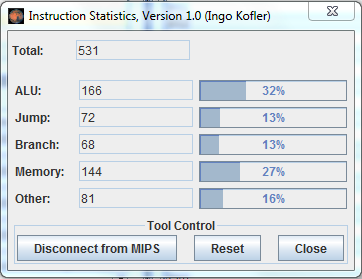 Instruction Statistics, Version 1.0 (Ingo Kofler)
Total: 531
ALU: 166 32%
Jump: 72 13%
Branch: 68 13%
Memory: 144 27%
Other: 81 16%
Tool Control
Disconnect from MIPS Reset Close